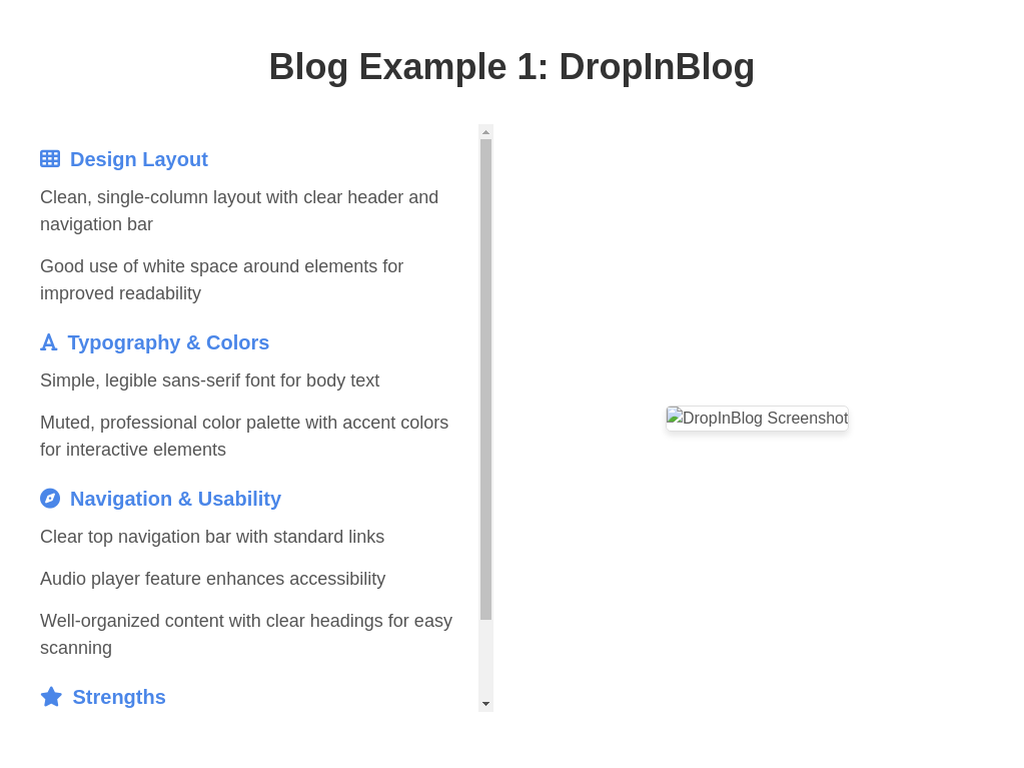 Blog Example 1: DropInBlog
Design Layout
Clean, single-column layout with clear header and
navigation bar
Good use of white space around elements for
improved readability
Typography & Colors
Simple, legible sans-serif font for body text
Muted, professional color palette with accent colors
for interactive elements
Navigation & Usability
Clear top navigation bar with standard links
Audio player feature enhances accessibility
Well-organized content with clear headings for easy
scanning
Strengths
DropInBlog Screenshot